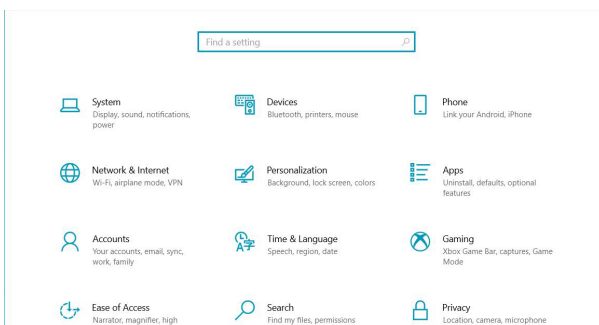 Find a setting
System
Display, sound, notifications,
power
Devices
Bluetooth, printers, mouse
Phone
Link your Android, iPhone
Network & Internet
Wi-Fi, airplane mode, VPN
Personalization
Background, lock screen, colors
Apps
Uninstall, defaults, optional
features
Accounts
Your accounts, email, sync,
work, family
Time & Language
Speech, region, date
Gaming
Xbox Game Bar, captures, Game
Mode
Ease of Access
Narrator, magnifier, high
Search
Find my files, permissions
Privacy
Location, camera, microphone